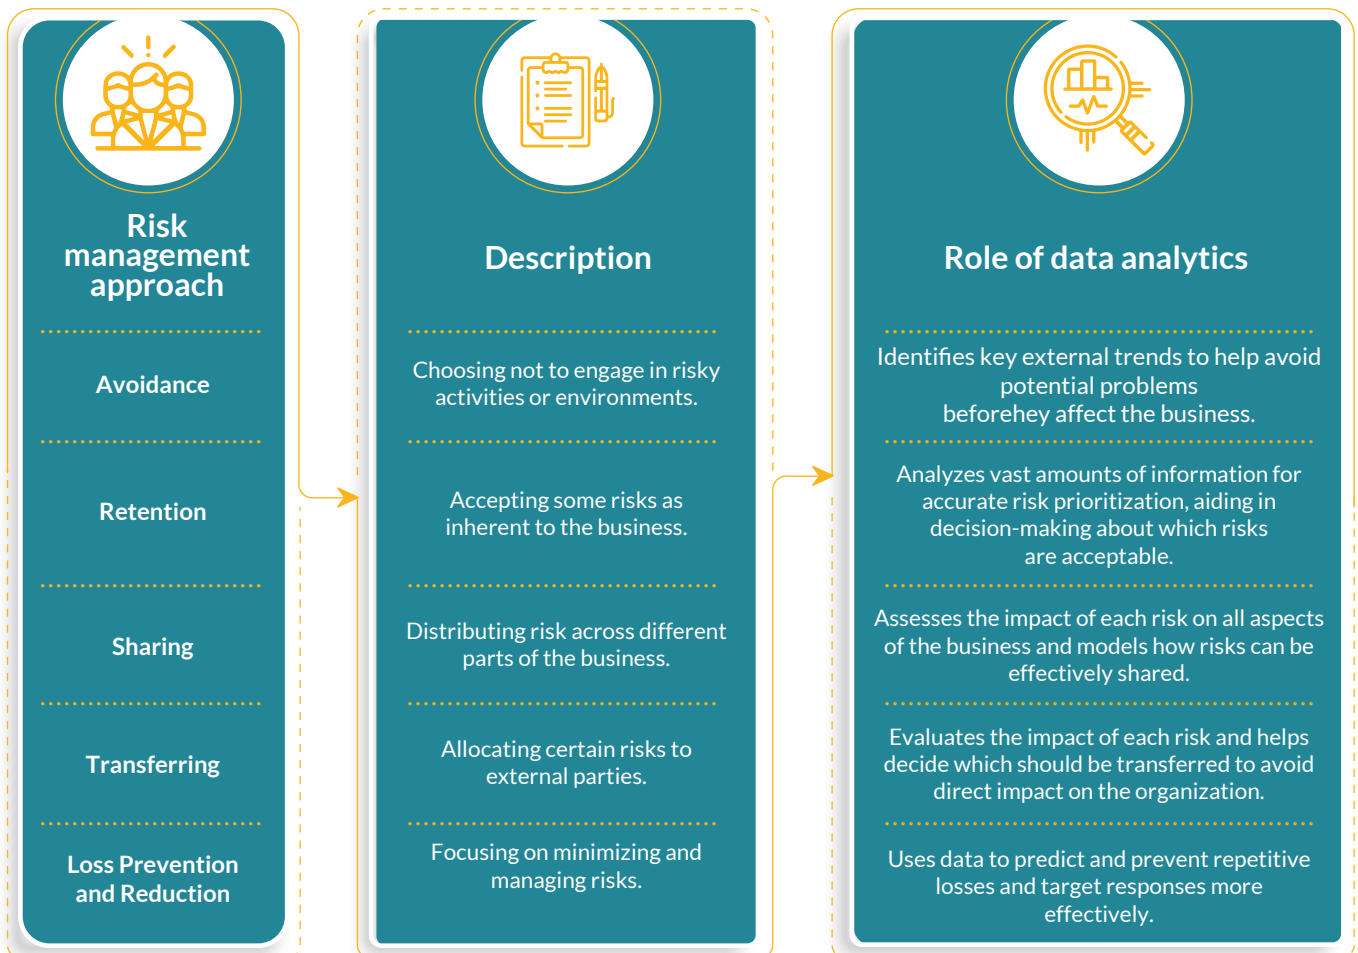 Risk
management
approach
Description
Role of data analytics
Avoidance
Choosing not to engage in risky
activities or environments.
Identifies key external trends to help avoid
potential problems
beforehey affect the business.
Retention
Accepting some risks as
inherent to the business.
Analyzes vast amounts of information for
accurate risk prioritization, aiding in
decision-making about which risks
are acceptable.
Sharing
Distributing risk across different
parts of the business.
Assesses the impact of each risk on all aspects
of the business and models how risks can be
effectively shared.
Transferring
Allocating certain risks to
external parties.
Evaluates the impact of each risk and helps
decide which should be transferred to avoid
direct impact on the organization.
Loss Prevention
and Reduction
Focusing on minimizing and
managing risks.
Uses data to predict and prevent repetitive
losses and target responses more
effectively.